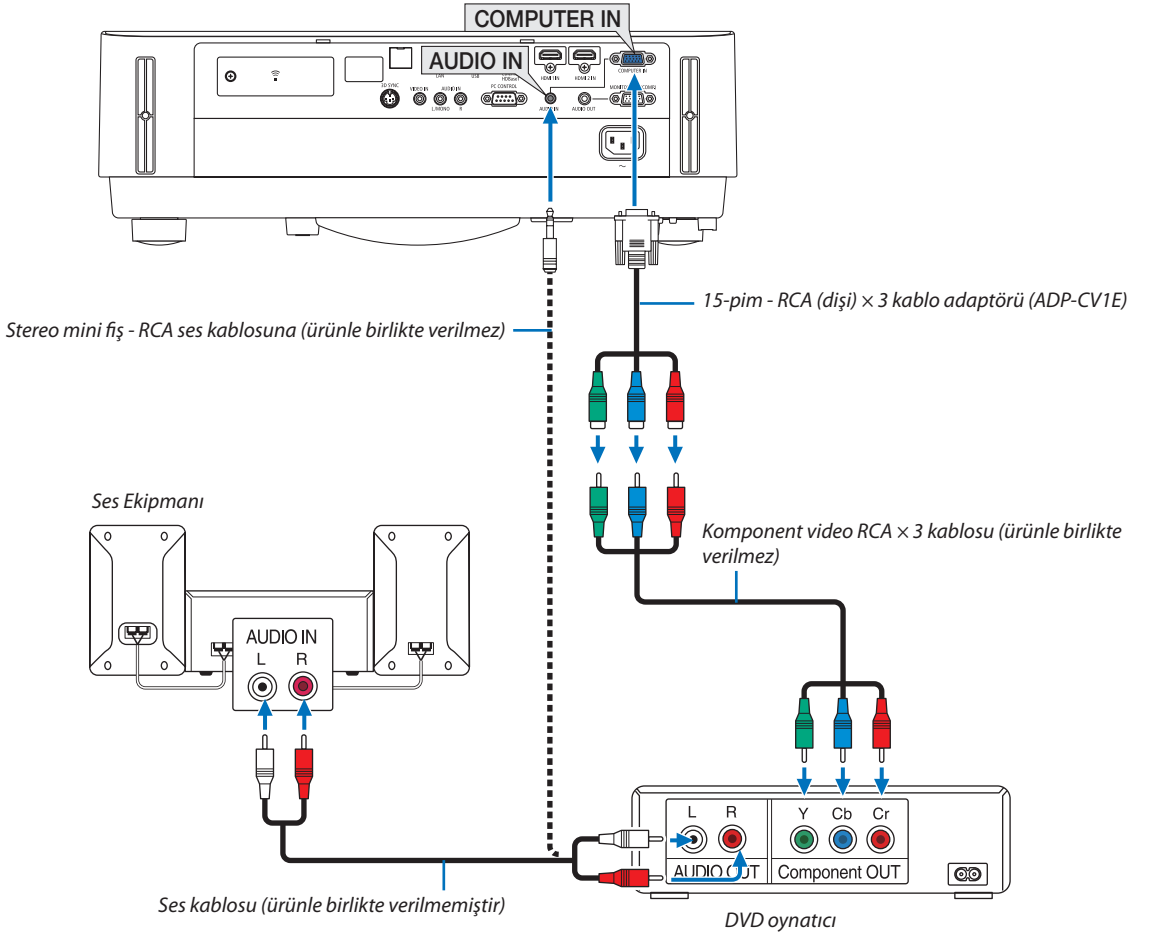 COMPUTER IN
AUDIO IN
HDMI 1 IN
HDMI 2 IN
COMPUTER IN
LAN
USB
HDBaseT
3D SYNC
VIDEO IN
AUDIO IN
L/MONO
R
PC CONTROL
AUDIO IN
AUDIO OUT
15-pim - RCA (dişi) × 3 kablo adaptörü (ADP-CV1E)
Stereo mini fiş - RCA ses kablosuna (ürünle birlikte verilmez)
Ses Ekipmanı
Komponent video RCA × 3 kablosu (ürünle birlikte
verilmez)
AUDIO IN
L R
L R
Y Cb Cr
AUDIO OUT
Component OUT
Ses kablosu (ürünle birlikte verilmemiştir)
DVD oynatıcı